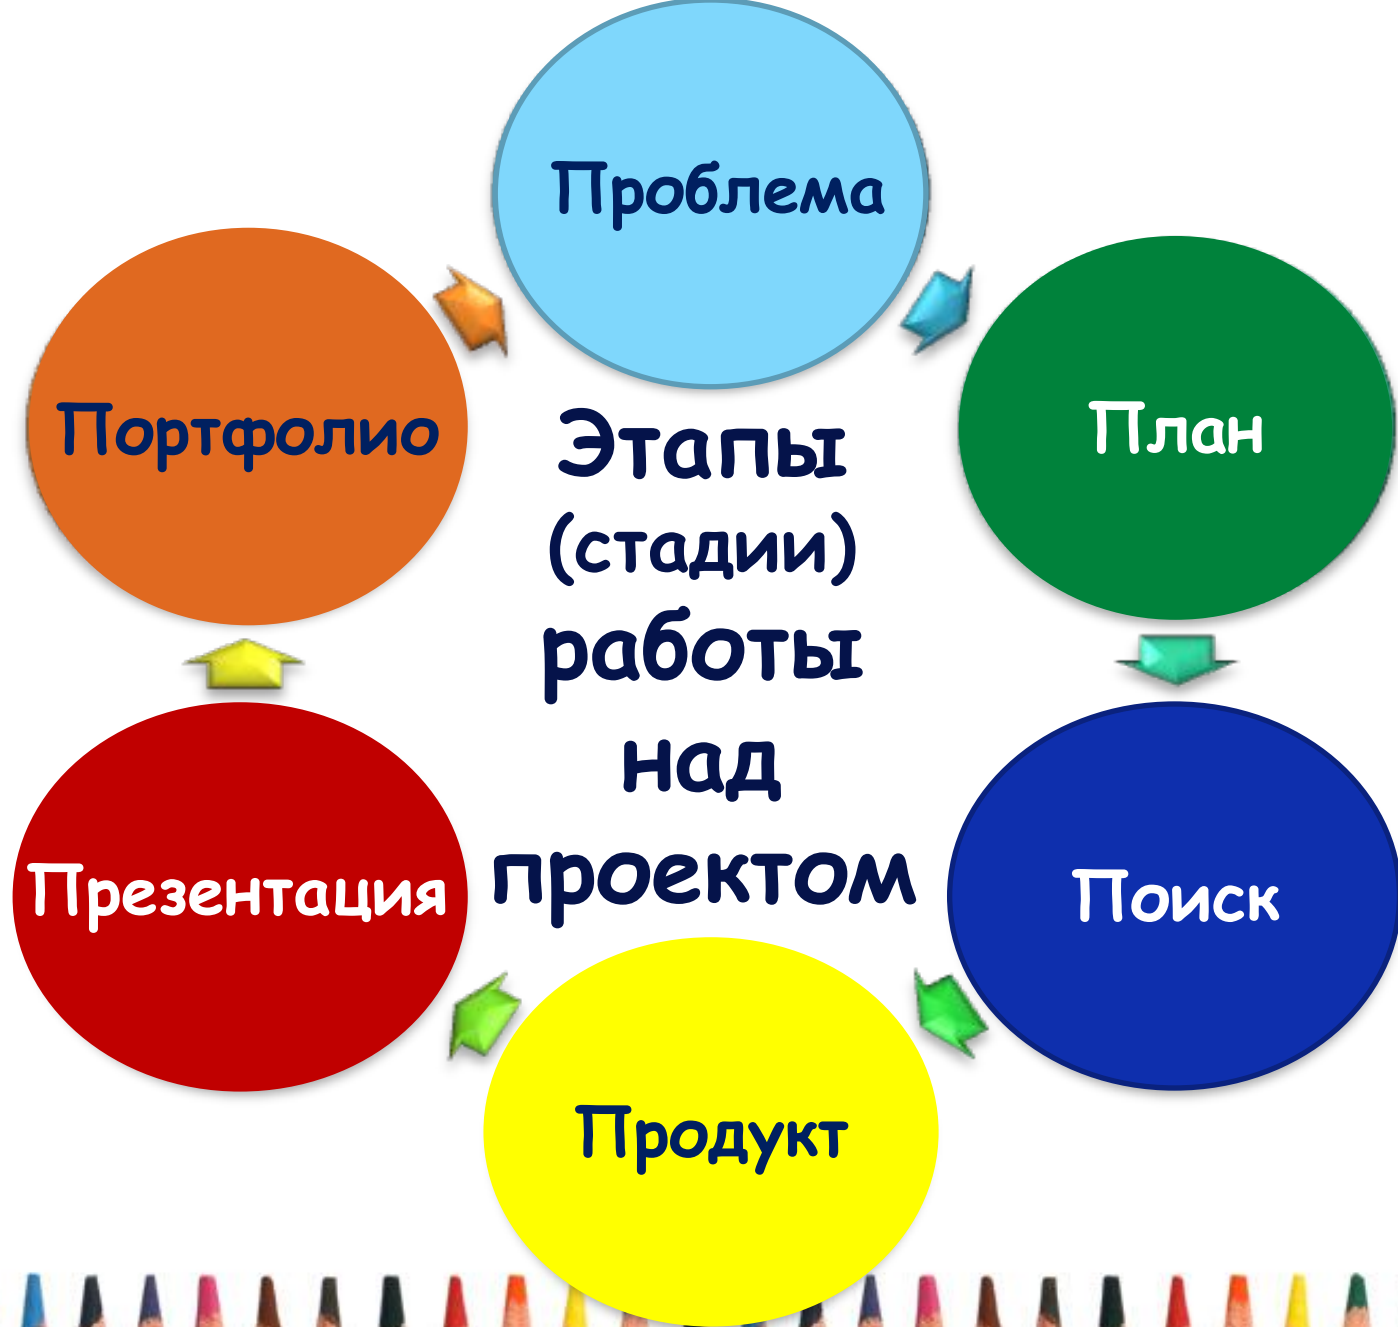 Проблема
План
Поиск
Продукт
Презентация
Портфолио
Этапы
(стадии)
работы
над
проектом